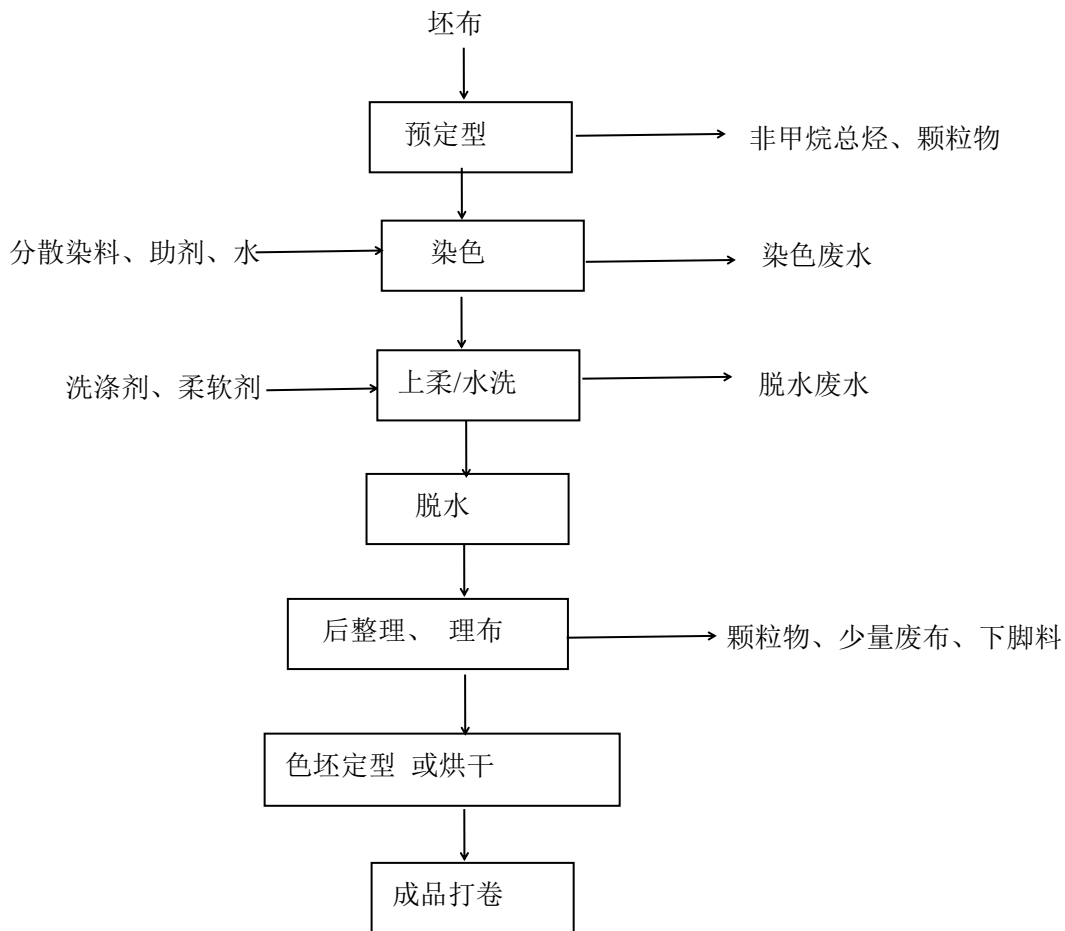 坯布
预定型
非甲烷总烃、颗粒物
分散染料、助剂、水
染色
染色废水
洗涤剂、柔软剂
上柔/水洗
脱水废水
脱水
后整理、 理布
颗粒物、少量废布、下脚料
色坯定型 或烘干
成品打卷